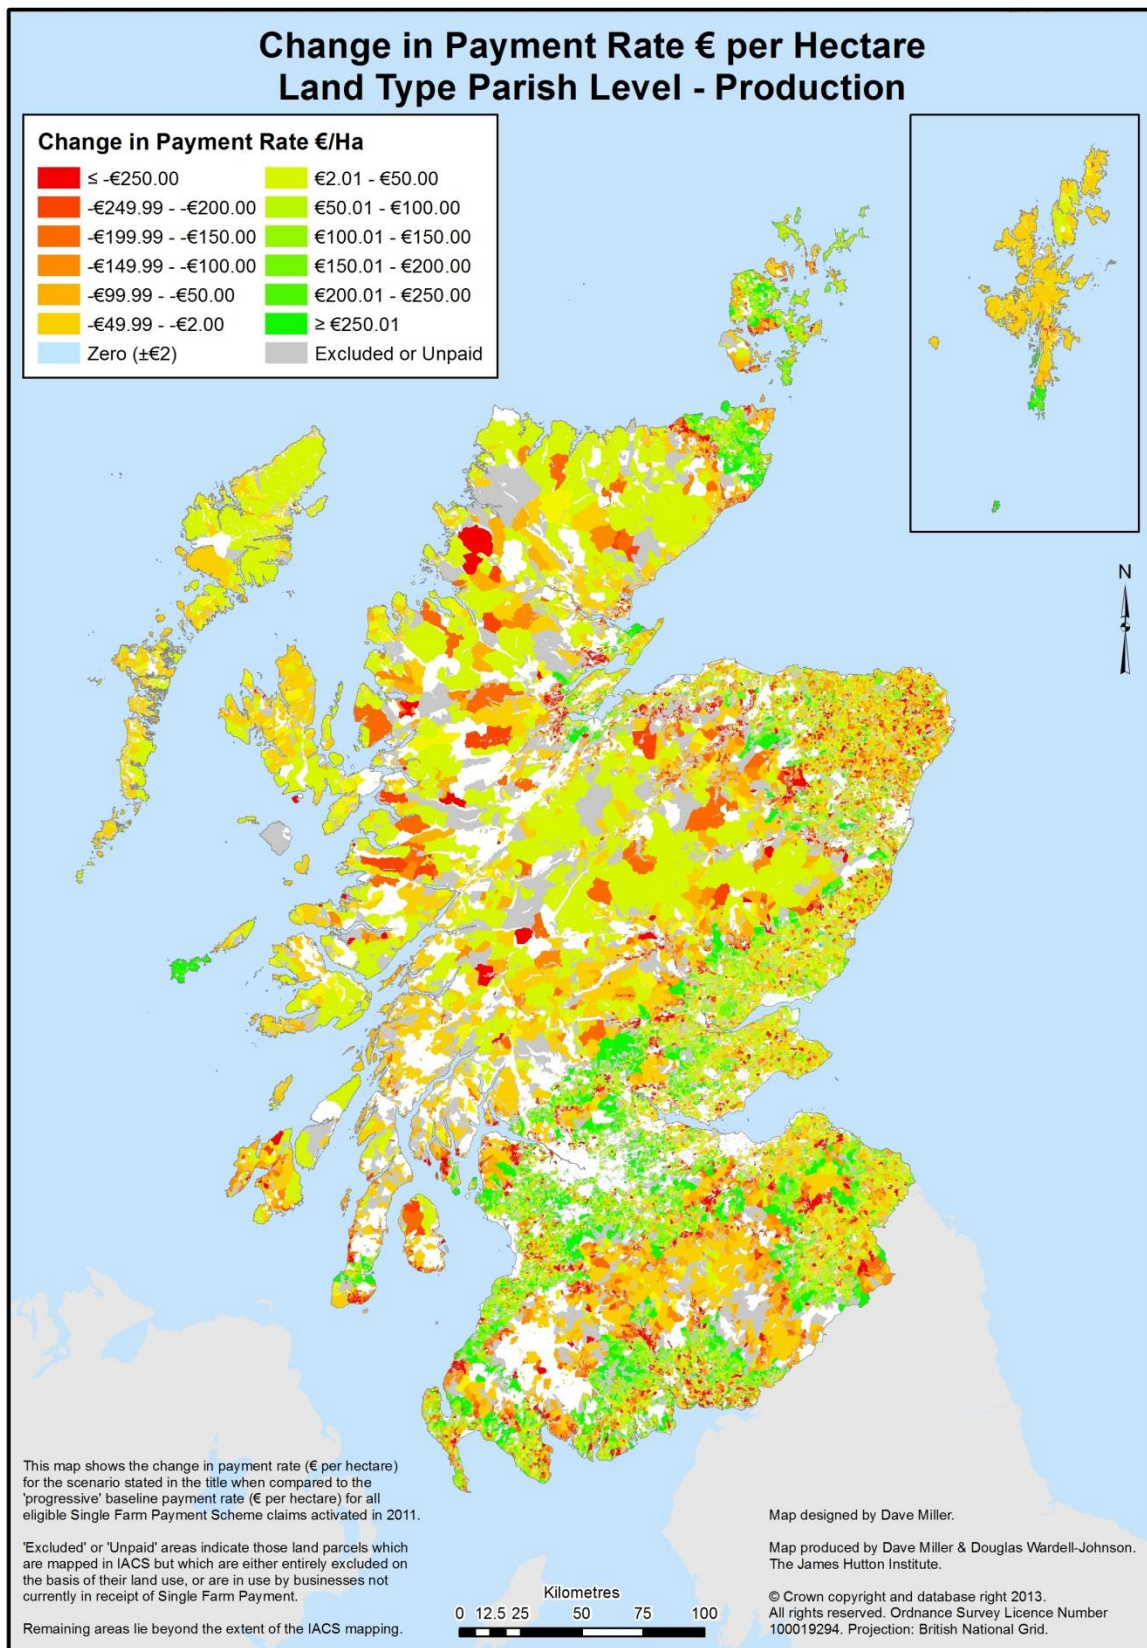 Change in Payment Rate € per Hectare
Land Type Parish Level - Production
Change in Payment Rate €/Ha
≤ -€250.00
-€249.99 - -€200.00
-€199.99 - -€150.00
-€149.99 - -€100.00
-€99.99 - -€50.00
-€49.99 - -€2.00
Zero (±€2)
€2.01 - €50.00
€50.01 - €100.00
€100.01 - €150.00
€150.01 - €200.00
€200.01 - €250.00
≥ €250.01
Excluded or Unpaid
N
This map shows the change in payment rate (€ per hectare)
for the scenario stated in the title when compared to the
'progressive' baseline payment rate (€ per hectare) for all
eligible Single Farm Payment Scheme claims activated in 2011.
'Excluded' or 'Unpaid' areas indicate those land parcels which
are mapped in IACS but which are either entirely excluded on
the basis of their land use, or are in use by businesses not
currently in receipt of Single Farm Payment.
Remaining areas lie beyond the extent of the IACS mapping.
Kilometres
0 12.5 25 50 75 100
Map designed by Dave Miller.
Map produced by Dave Miller & Douglas Wardell-Johnson.
The James Hutton Institute.
© Crown copyright and database right 2013.
All rights reserved. Ordnance Survey Licence Number
100019294. Projection: British National Grid.